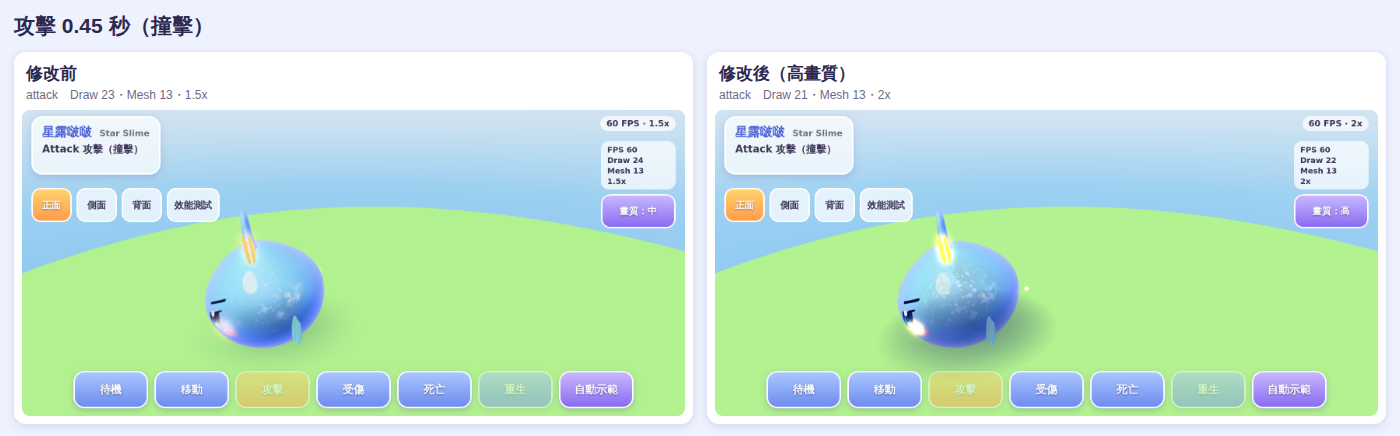 攻擊 0.45 秒（撞擊）
修改前
attack Draw 23・Mesh 13・1.5x
星露啵啵 Star Slime
Attack 攻擊（撞擊）
60 FPS · 1.5x
FPS 60
Draw 24
Mesh 13
1.5x
正面 側面 背面 效能測試
畫質：中
待機 移動 攻擊 受傷 死亡 重生 自動示範
修改後（高畫質）
attack Draw 21・Mesh 13・2x
星露啵啵 Star Slime
Attack 攻擊（撞擊）
60 FPS · 2x
FPS 60
Draw 22
Mesh 13
2x
正面 側面 背面 效能測試
畫質：高
待機 移動 攻擊 受傷 死亡 重生 自動示範